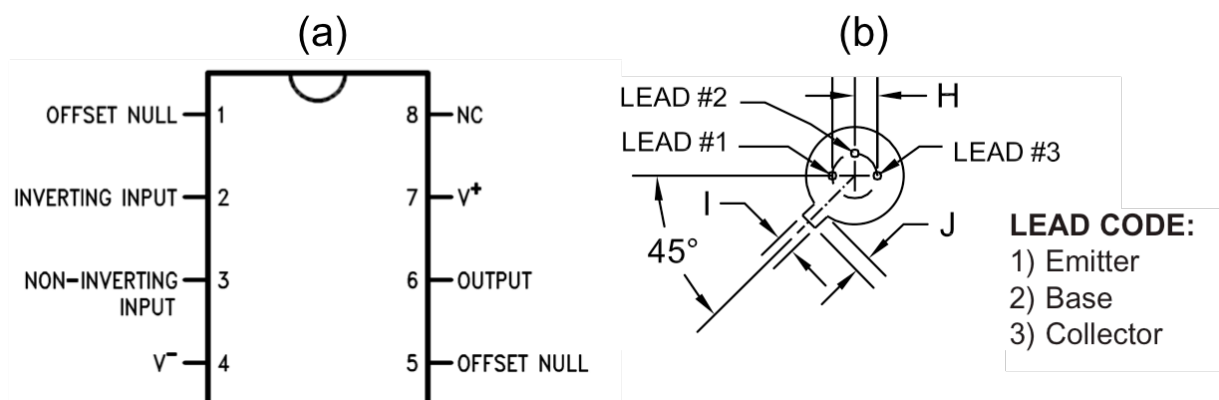 (a)
OFFSET NULL 1
8 NC
INVERTING INPUT 2
7 V+
NON-INVERTING
INPUT
3
6 OUTPUT
V− 4
5 OFFSET NULL
(b)
LEAD #2
H
LEAD #1
LEAD #3
I
J
45°
LEAD CODE:
1) Emitter
2) Base
3) Collector